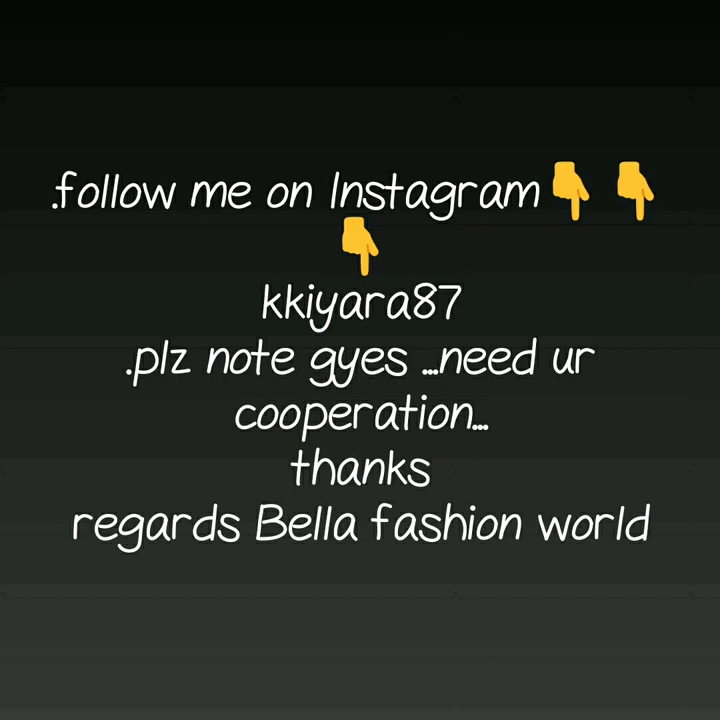 .follow me on Instagram👇 👇
👇
kkiyara87
.plz note gyes ...need ur
cooperation...
thanks
regards Bella fashion world